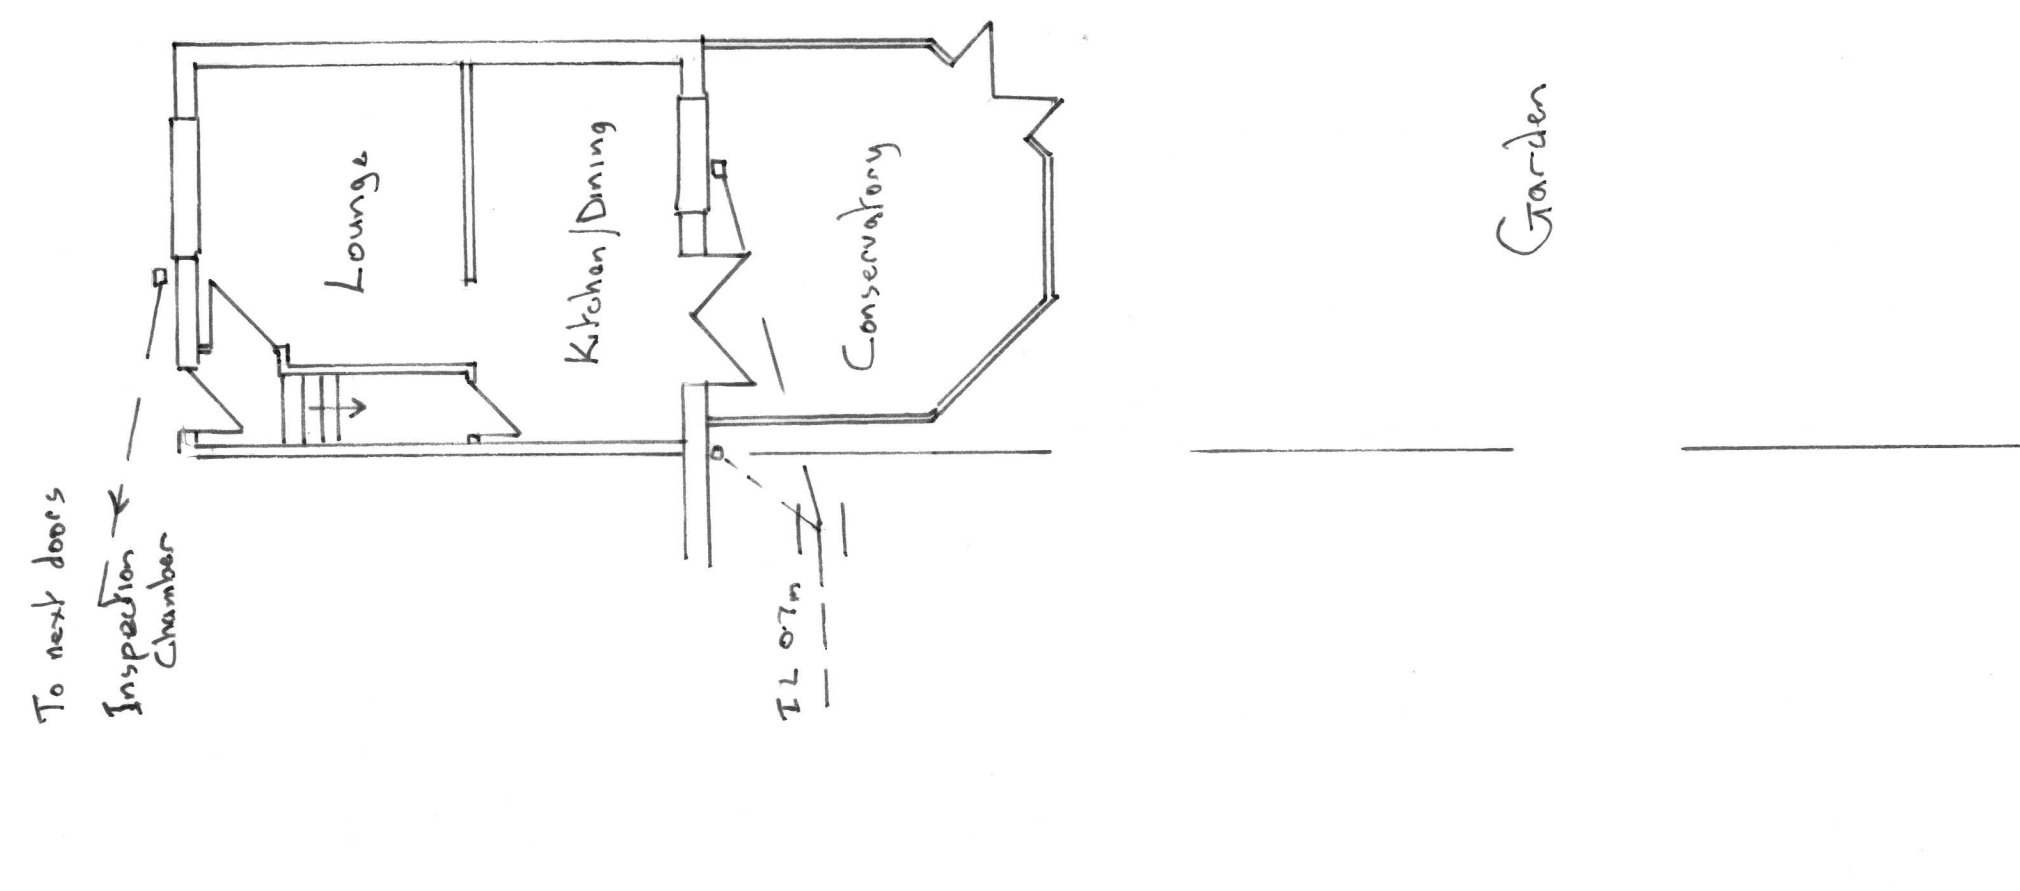 To next doors
Inspection
Chamber
Lounge
Kitchen/Dining
Conservatory
IL 0.7m
Garden